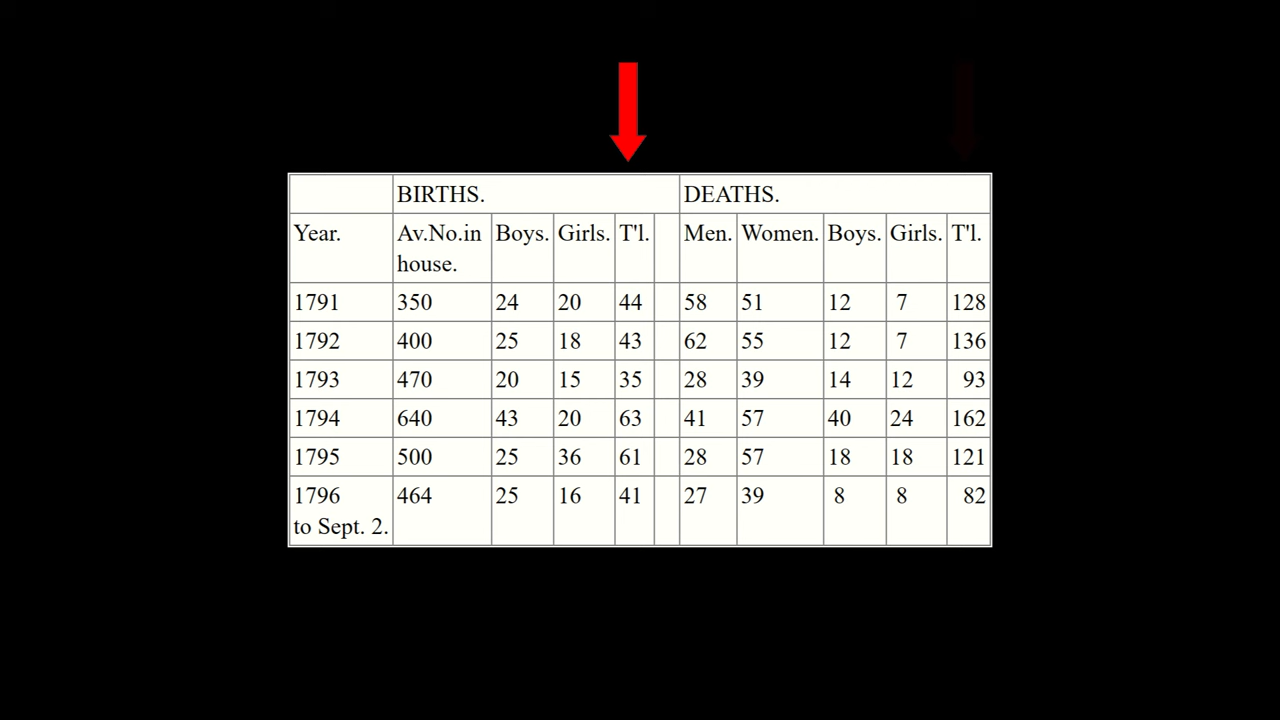 BIRTHS. DEATHS.
Year. Av.No.in house. Boys. Girls. T'l. Men. Women. Boys. Girls. T'l.
1791 350 24 20 44 58 51 12 7 128
1792 400 25 18 43 62 55 12 7 136
1793 470 20 15 35 28 39 14 12 93
1794 640 43 20 63 41 57 40 24 162
1795 500 25 36 61 28 57 18 18 121
1796 to Sept. 2. 464 25 16 41 27 39 8 8 82